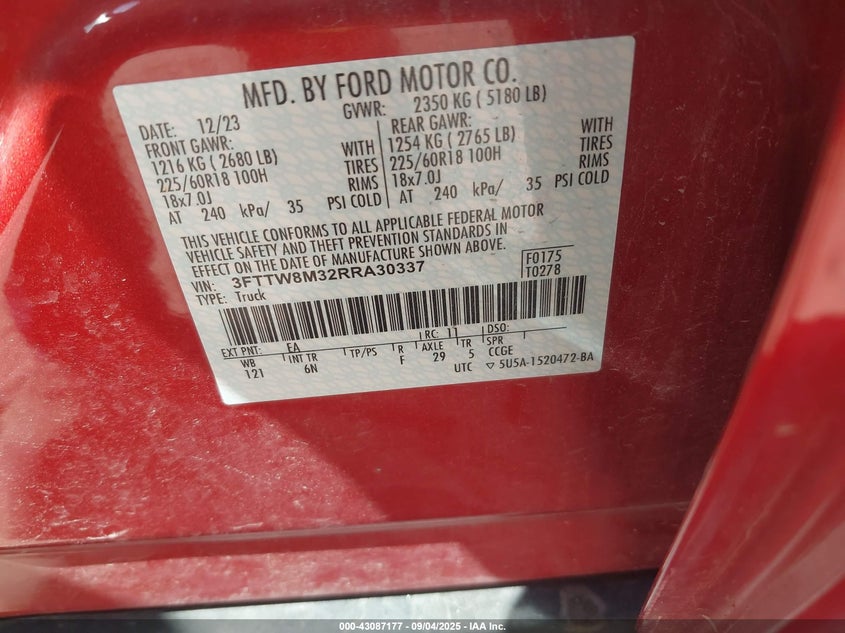 MFD. BY FORD MOTOR CO.
DATE: 12/23 GVWR: 2350 KG ( 5180 LB)
FRONT GAWR: REAR GAWR:
1216 KG ( 2680 LB) WITH 1254 KG ( 2765 LB) WITH
225/60R18 100H TIRES 225/60R18 100H TIRES
18x7.0J RIMS 18x7.0J RIMS
AT 240 kPa/ 35 PSI COLD AT 240 kPa/ 35 PSI COLD
THIS VEHICLE CONFORMS TO ALL APPLICABLE FEDERAL MOTOR
VEHICLE SAFETY AND THEFT PREVENTION STANDARDS IN
EFFECT ON THE DATE OF MANUFACTURE SHOWN ABOVE.
VIN: 3FTTW8M32RRA30337 F0175
TYPE: Truck T0278
EXT PNT: EA RC: 11 DSO:
WB INT TR TP/PS R AXLE TR SPR
121 6N F 29 5 CCGE
UTC ▽ 5U5A-1520472-BA
000-43087177 - 09/04/2025 - IAA Inc.